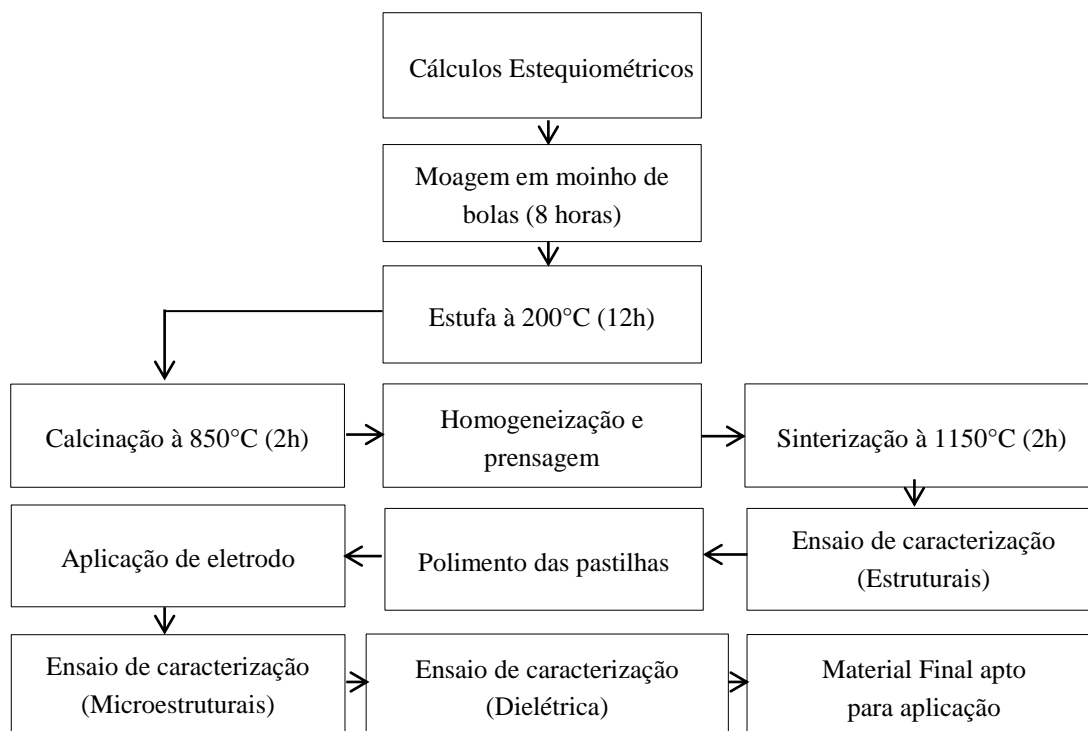 Cálculos Estequiométricos
Moagem em moinho de
bolas (8 horas)
Estufa à 200°C (12h)
Calcinação à 850°C (2h)
Homogeneização e
prensagem
Sinterização à 1150°C (2h)
Ensaio de caracterização
(Estruturais)
Polimento das pastilhas
Aplicação de eletrodo
Ensaio de caracterização
(Microestruturais)
Ensaio de caracterização
(Dielétrica)
Material Final apto
para aplicação